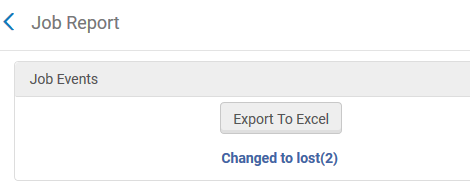 Job Report
Job Events
Export To Excel
Changed to lost(2)